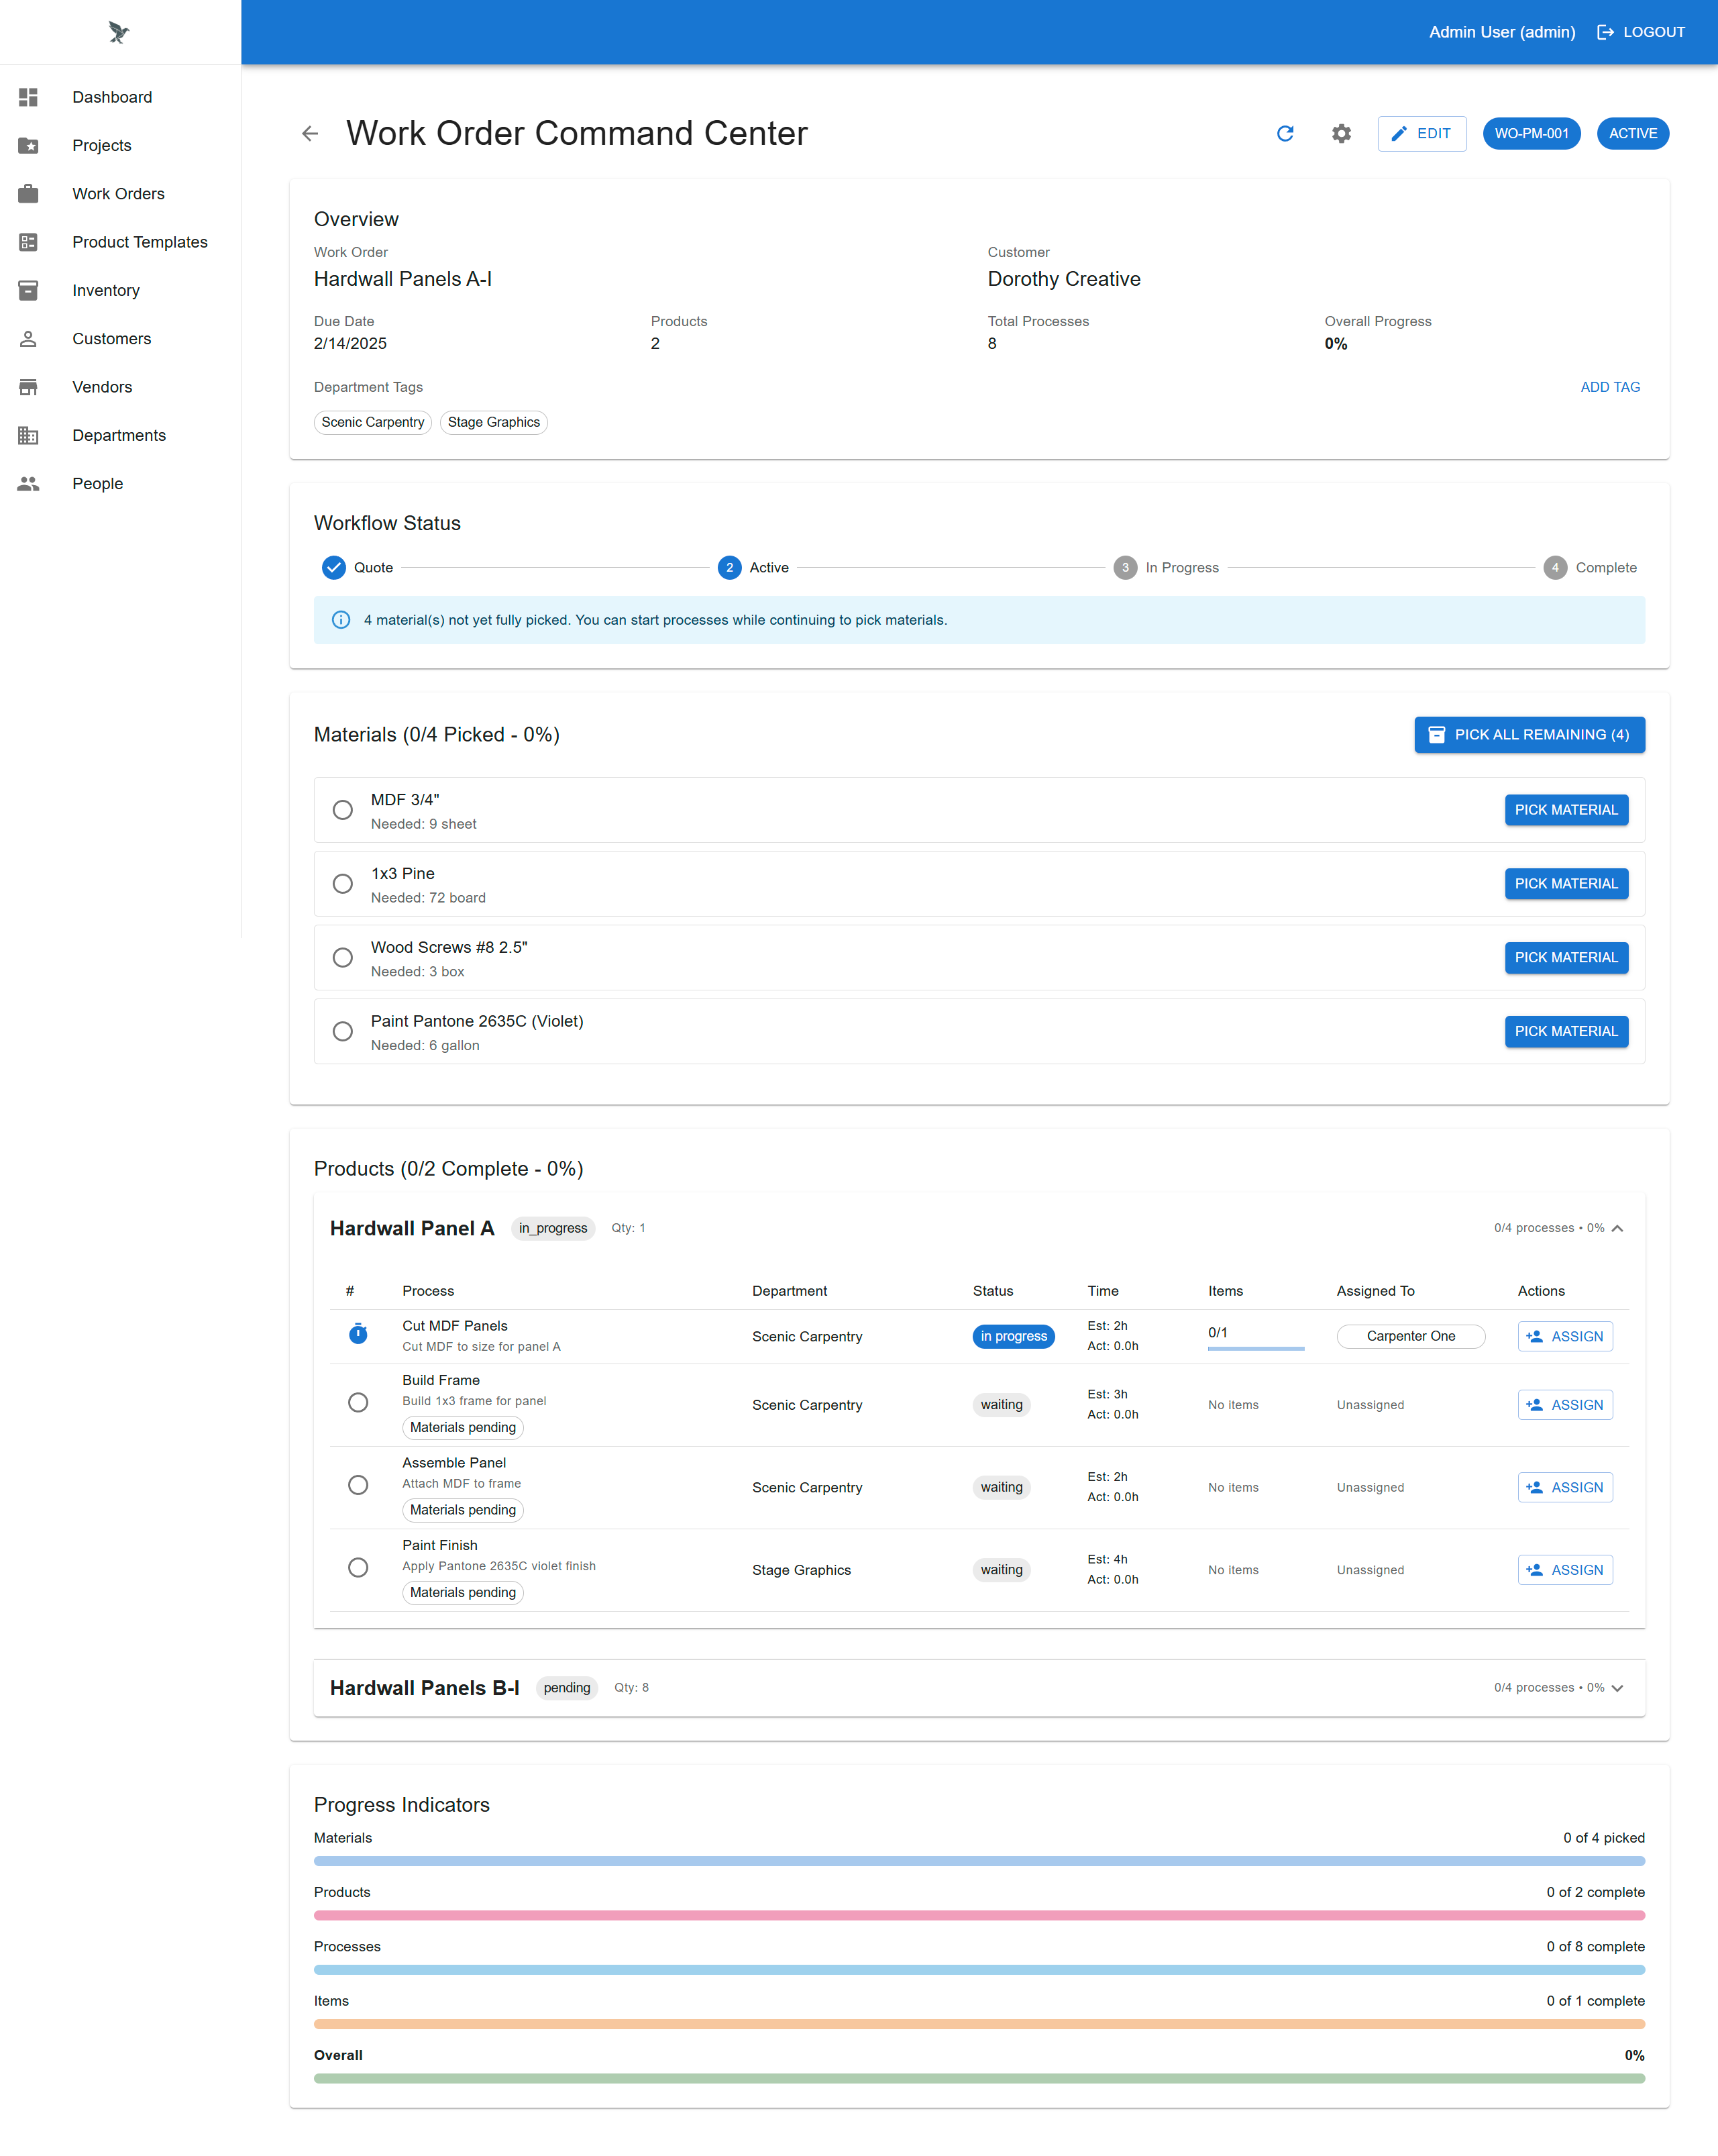 Admin User (admin)
LOGOUT
Dashboard
Projects
Work Orders
Product Templates
Inventory
Customers
Vendors
Departments
People
Work Order Command Center
EDIT
WO-PM-001
ACTIVE
Overview
Work Order
Hardwall Panels A-I
Customer
Dorothy Creative
Due Date
2/14/2025
Products
2
Total Processes
8
Overall Progress
0%
Department Tags
ADD TAG
Scenic Carpentry
Stage Graphics
Workflow Status
Quote
2
Active
3
In Progress
4
Complete
4 material(s) not yet fully picked. You can start processes while continuing to pick materials.
Materials (0/4 Picked - 0%)
PICK ALL REMAINING (4)
MDF 3/4"
Needed: 9 sheet
PICK MATERIAL
1x3 Pine
Needed: 72 board
PICK MATERIAL
Wood Screws #8 2.5"
Needed: 3 box
PICK MATERIAL
Paint Pantone 2635C (Violet)
Needed: 6 gallon
PICK MATERIAL
Products (0/2 Complete - 0%)
Hardwall Panel A
in_progress
Qty: 1
0/4 processes • 0%
#
Process
Department
Status
Time
Items
Assigned To
Actions
Cut MDF Panels
Cut MDF to size for panel A
Scenic Carpentry
in progress
Est: 2h
Act: 0.0h
0/1
Carpenter One
ASSIGN
Build Frame
Build 1x3 frame for panel
Materials pending
Scenic Carpentry
waiting
Est: 3h
Act: 0.0h
No items
Unassigned
ASSIGN
Assemble Panel
Attach MDF to frame
Materials pending
Scenic Carpentry
waiting
Est: 2h
Act: 0.0h
No items
Unassigned
ASSIGN
Paint Finish
Apply Pantone 2635C violet finish
Materials pending
Stage Graphics
waiting
Est: 4h
Act: 0.0h
No items
Unassigned
ASSIGN
Hardwall Panels B-I
pending
Qty: 8
0/4 processes • 0%
Progress Indicators
Materials
0 of 4 picked
Products
0 of 2 complete
Processes
0 of 8 complete
Items
0 of 1 complete
Overall
0%